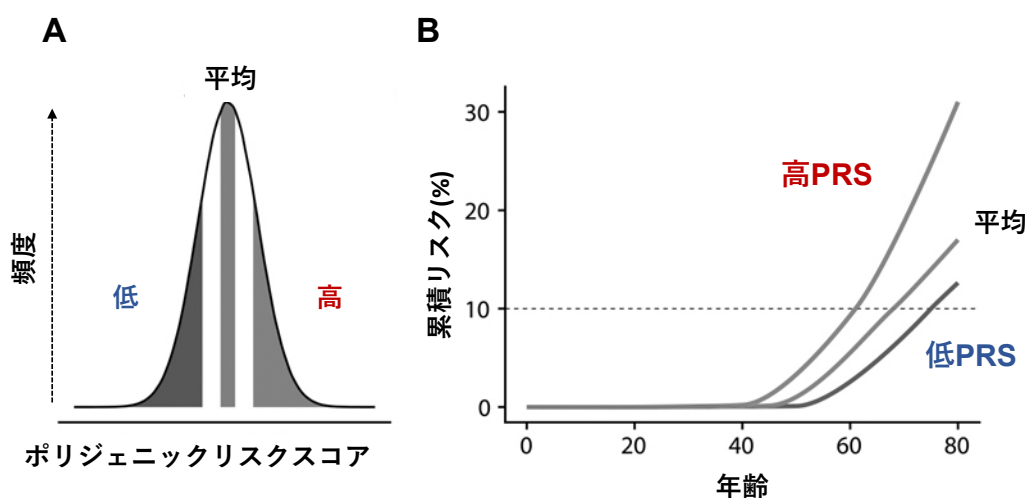 A
平均
頻度
低
高
ポリジェニックリスクスコア
B
累積リスク(%)
30
20
10
0
高PRS
平均
低PRS
0
20
40
60
80
年齢